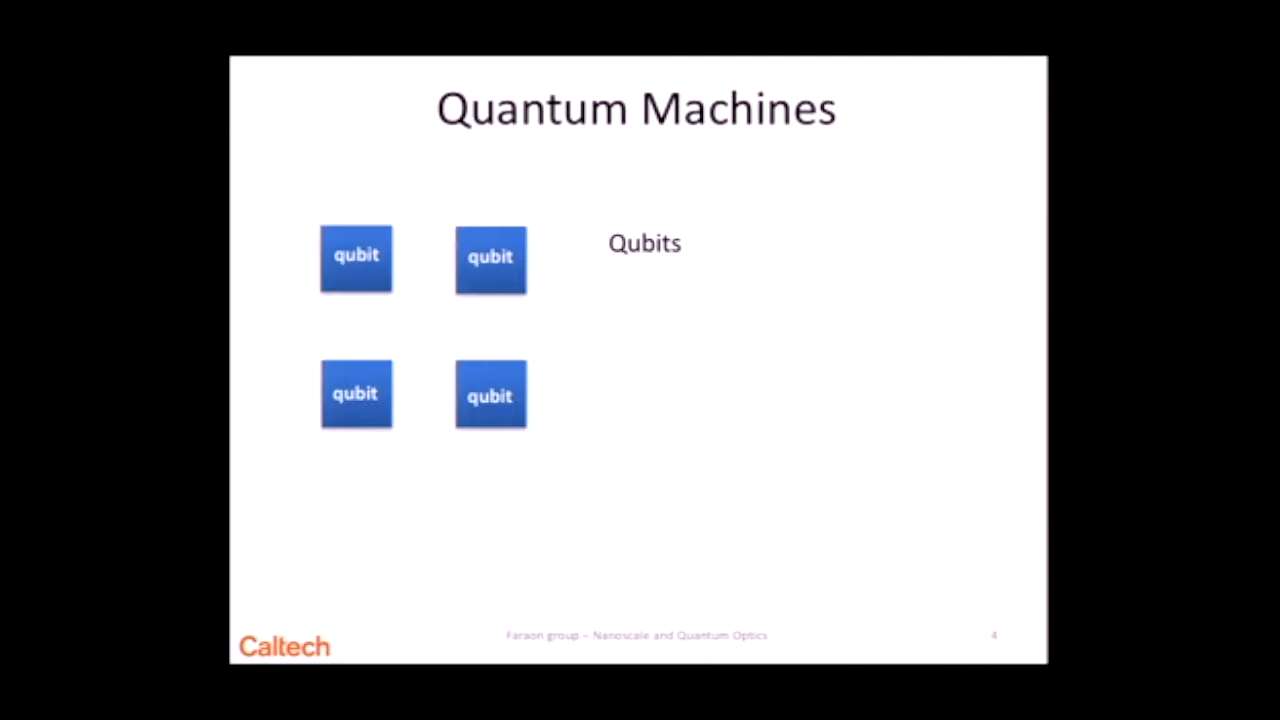 Quantum Machines
qubit qubit Qubits
qubit qubit
Caltech Faraon group – Nanoscale and Quantum Optics 4